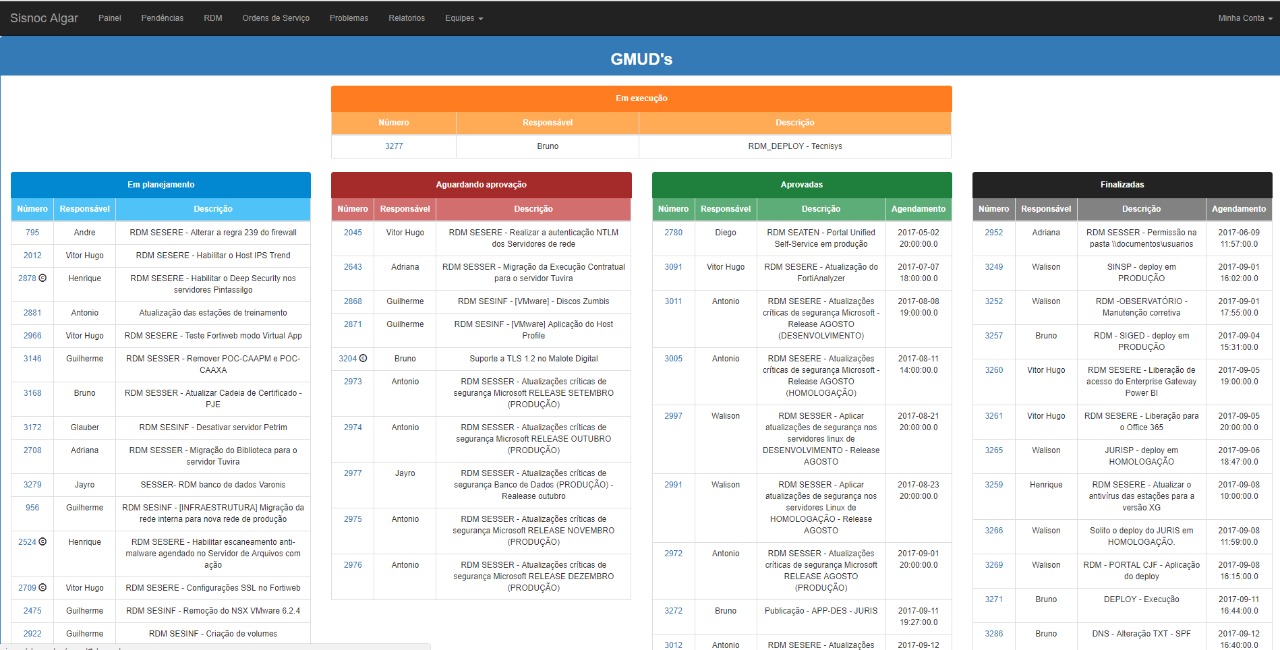 Sisnoc Algar Painel Pendências RDM Ordens de Serviço Problemas Relatorios Equipes Minha Conta
GMUD's
Em execução
Número Responsável Descrição
3277 Bruno RDM_DEPLOY - Tecnisys
Em planejamento
Número Responsável Descrição
795 Andre RDM SESERE - Alterar a regra 239 do firewall
2012 Vitor Hugo RDM SESERE - Habilitar o Host IPS Trend
2878 Henrique RDM SESERE - Habilitar o Deep Security nos
servidores Pintassilgo
2881 Antonio Atualização das estações de treinamento
2966 Vitor Hugo RDM SESERE - Teste Fortiweb modo Virtual App
3146 Guilherme RDM SESSER - Remover POC-CAAPM e POC-
CAAXA
3168 Bruno RDM SESSER - Atualizar Cadeia de Certificado -
PJE
3172 Glauber RDM SESINF - Desativar servidor Petrim
2708 Adriana RDM SESSER - Migração do Biblioteca para o
servidor Tuvira
3279 Jayro SESSER- RDM banco de dados Varonis
956 Guilherme RDM SESINF - [INFRAESTRUTURA] Migração da
rede interna para nova rede de produção
2524 Henrique RDM SESERE - Habilitar escaneamento anti-
malware agendado no Servidor de Arquivos com
ação
2709 Vitor Hugo RDM SESERE - Configurações SSL no Fortiweb
2475 Guilherme RDM SESINF - Remoção do NSX VMware 6.2.4
2922 Guilherme RDM SESINF - Criação de volumes
Aguardando aprovação
Número Responsável Descrição
2045 Vitor Hugo RDM SESERE - Realizar a autenticação NTLM
dos Servidores de rede
2643 Adriana RDM SESSER - Migração da Execução Contratual
para o servidor Tuvira
2868 Guilherme RDM SESINF - [VMware] - Discos Zumbis
2871 Guilherme RDM SESINF - [VMware] Aplicação do Host
Profile
3204 Bruno Suporte a TLS 1.2 no Malote Digital
2973 Antonio RDM SESSER - Atualizações críticas de
segurança Microsoft RELEASE SETEMBRO
(PRODUÇÃO)
2974 Antonio RDM SESSER - Atualizações críticas de
segurança Microsoft RELEASE OUTUBRO
(PRODUÇÃO)
2977 Jayro RDM SESSER - Atualizações críticas de
segurança Banco de Dados (PRODUÇÃO) -
Realease outubro
2975 Antonio RDM SESSER - Atualizações críticas de
segurança Microsoft RELEASE NOVEMBRO
(PRODUÇÃO)
2976 Antonio RDM SESSER - Atualizações críticas de
segurança Microsoft RELEASE DEZEMBRO
(PRODUÇÃO)
Aprovadas
Número Responsável Descrição Agendamento
2780 Diego RDM SEATEN - Portal Unified 2017-05-02
Self-Service em produção 20:00:00.0
3091 Vitor Hugo RDM SESERE - Atualização do 2017-07-07
FortiAnalyzer 18:00:00.0
3011 Antonio RDM SESERE - Atualizações 2017-08-08
críticas de segurança Microsoft - 19:00:00.0
Release AGOSTO
(DESENVOLVIMENTO)
3005 Antonio RDM SESERE - Atualizações 2017-08-11
críticas de segurança Microsoft - 14:00:00.0
Release AGOSTO
(HOMOLOGAÇÃO)
2997 Walison RDM SESSER - Aplicar 2017-08-21
atualizações de segurança nos 20:00:00.0
servidores linux de
DESENVOLVIMENTO - Release
AGOSTO
2991 Walison RDM SESSER - Aplicar 2017-08-23
atualizações de segurança nos 20:00:00.0
servidores Linux de
HOMOLOGAÇÃO - Release
AGOSTO
2972 Antonio RDM SESSER - Atualizações 2017-09-01
críticas de segurança Microsoft 20:00:00.0
RELEASE AGOSTO
(PRODUÇÃO)
3272 Bruno Publicação - APP-DES - JURIS 2017-09-11
19:27:00.0
3012 Antonio RDM SESERE - Atualizações 2017-09-12
Finalizadas
Número Responsável Descrição Agendamento
2952 Adriana RDM SESSER - Permissão na 2017-06-09
pasta \\documentos\usuarios 11:57:00.0
3249 Walison SINSP - deploy em 2017-09-01
PRODUÇÃO 16:02:00.0
3252 Walison RDM -OBSERVATÓRIO - 2017-09-01
Manutenção corretiva 17:55:00.0
3257 Bruno RDM - SIGED - deploy em 2017-09-04
PRODUÇÃO 15:31:00.0
3260 Vitor Hugo RDM SESERE - Liberação de 2017-09-05
acesso do Enterprise Gateway 19:00:00.0
Power BI
3261 Vitor Hugo RDM SESERE - Liberação para 2017-09-05
o Office 365 20:00:00.0
3265 Walison JURISP - deploy em 2017-09-06
HOMOLOGAÇÃO 18:47:00.0
3259 Henrique RDM SESERE - Atualizar o 2017-09-08
antivírus das estações para a 10:00:00.0
versão XG
3266 Walison Solifo o deploy do JURIS em 2017-09-08
HOMOLOGAÇÃO. 11:59:00.0
3269 Walison RDM - PORTAL CJF - Aplicação 2017-09-08
do deploy 16:15:00.0
3271 Bruno DEPLOY - Execução 2017-09-11
16:44:00.0
3286 Bruno DNS - Alteração TXT - SPF 2017-09-12
16:40:00.0